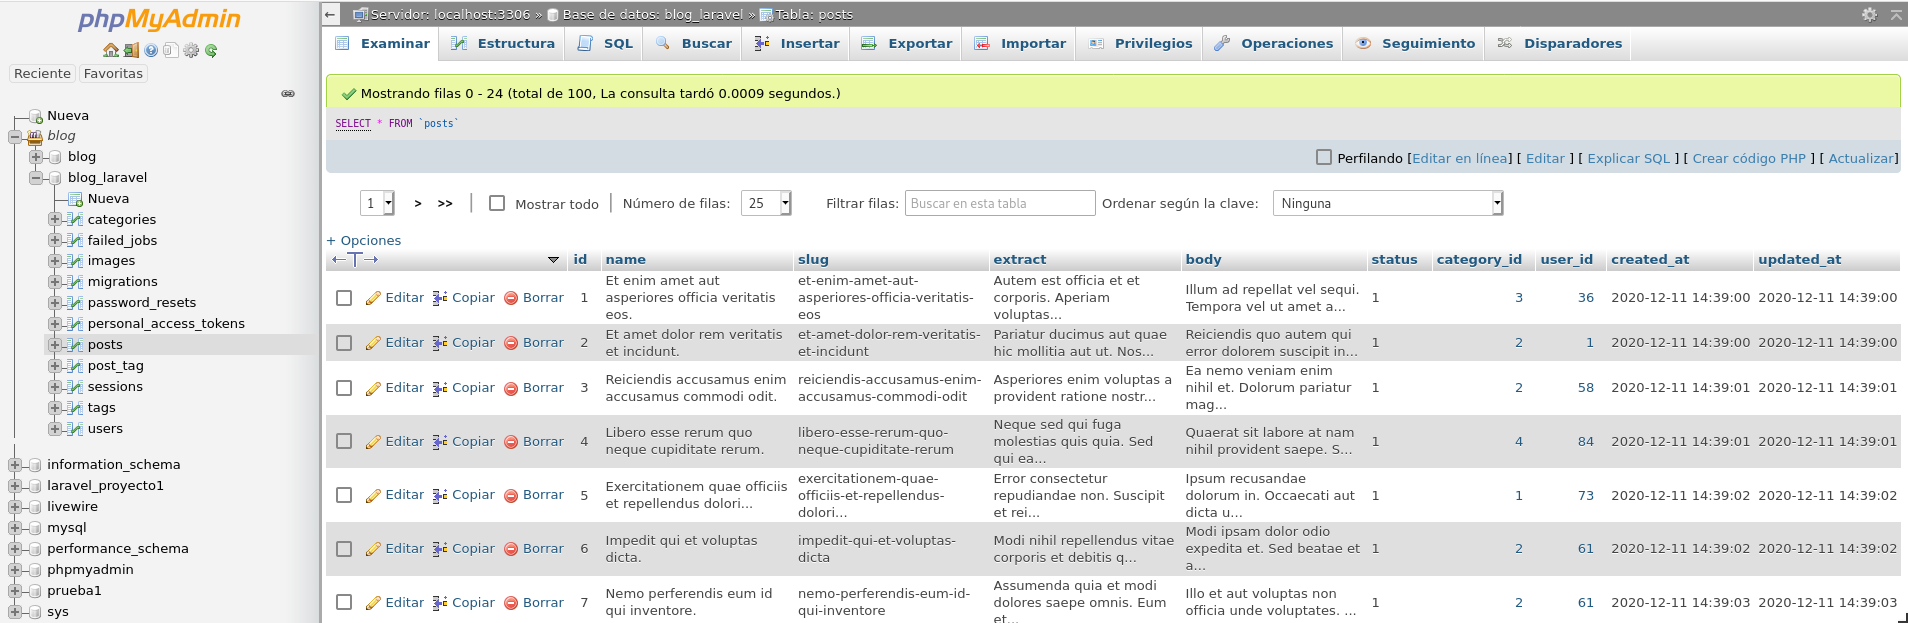 phpMyAdmin
Reciente Favoritas
Nueva
blog
blog
blog_laravel
Nueva
categories
failed_jobs
images
migrations
password_resets
personal_access_tokens
posts
post_tag
sessions
tags
users
information_schema
laravel_proyecto1
livewire
mysql
performance_schema
phpmyadmin
prueba1
sys
Servidor: localhost:3306 » Base de datos: blog_laravel » Tabla: posts
Examinar Estructura SQL Buscar Insertar Exportar Importar Privilegios Operaciones Seguimiento Disparadores
Mostrando filas 0 - 24 (total de 100, La consulta tardó 0.0009 segundos.)
SELECT * FROM `posts`
Perfilando [Editar en línea] [ Editar ] [ Explicar SQL ] [ Crear código PHP ] [ Actualizar]
1 > >> | Mostrar todo | Número de filas: 25 Filtrar filas: Buscar en esta tabla Ordenar según la clave: Ninguna
+ Opciones
←T→ id name slug extract body status category_id user_id created_at updated_at
Et enim amet aut et-enim-amet-aut- Autem est officia et et
Editar Copiar Borrar 1 asperiores officia veritatis asperiores-officia-veritatis- corporis. Aperiam Illum ad repellat vel sequi. 1 3 36 2020-12-11 14:39:00 2020-12-11 14:39:00
eos. eos voluptas... Tempora vel ut amet a...
Editar Copiar Borrar 2 Et amet dolor rem veritatis et-amet-dolor-rem-veritatis- Pariatur ducimus aut quae Reiciendis quo autem qui 1 2 1 2020-12-11 14:39:00 2020-12-11 14:39:00
et incidunt. et-incidunt hic mollitia aut ut. Nos... error dolorem suscipit in...
Ea nemo veniam enim
Editar Copiar Borrar 3 Reiciendis accusamus enim reiciendis-accusamus-enim- Asperiores enim voluptas a nihil et. Dolorum pariatur 1 2 58 2020-12-11 14:39:01 2020-12-11 14:39:01
accusamus commodi odit. accusamus-commodi-odit provident ratione nostr... mag...
Neque sed qui fuga
Editar Copiar Borrar 4 Libero esse rerum quo libero-esse-rerum-quo- molestias quis quia. Sed Quaerat sit labore at nam 1 4 84 2020-12-11 14:39:01 2020-12-11 14:39:01
neque cupiditate rerum. neque-cupiditate-rerum qui ea... nihil provident saepe. S...
exercitationem-quae- Error consectetur Ipsum recusandae
Editar Copiar Borrar 5 Exercitationem quae officiis officiis-et-repellendus- repudiandae non. Suscipit dolorum in. Occaecati aut 1 1 73 2020-12-11 14:39:02 2020-12-11 14:39:02
et repellendus dolori... dolori... et rei... dicta u...
Modi ipsam dolor odio
Editar Copiar Borrar 6 Impedit qui et voluptas impedit-qui-et-voluptas- Modi nihil repellendus vitae expedita et. Sed beatae et 1 2 61 2020-12-11 14:39:02 2020-12-11 14:39:02
dicta. dicta corporis et debitis q... a...
Assumenda quia et modi
Editar Copiar Borrar 7 Nemo perferendis eum id nemo-perferendis-eum-id- dolores saepe omnis. Eum Illo et aut voluptas non 1 2 61 2020-12-11 14:39:03 2020-12-11 14:39:03
qui inventore. qui-inventore et... officia unde voluptates. ...